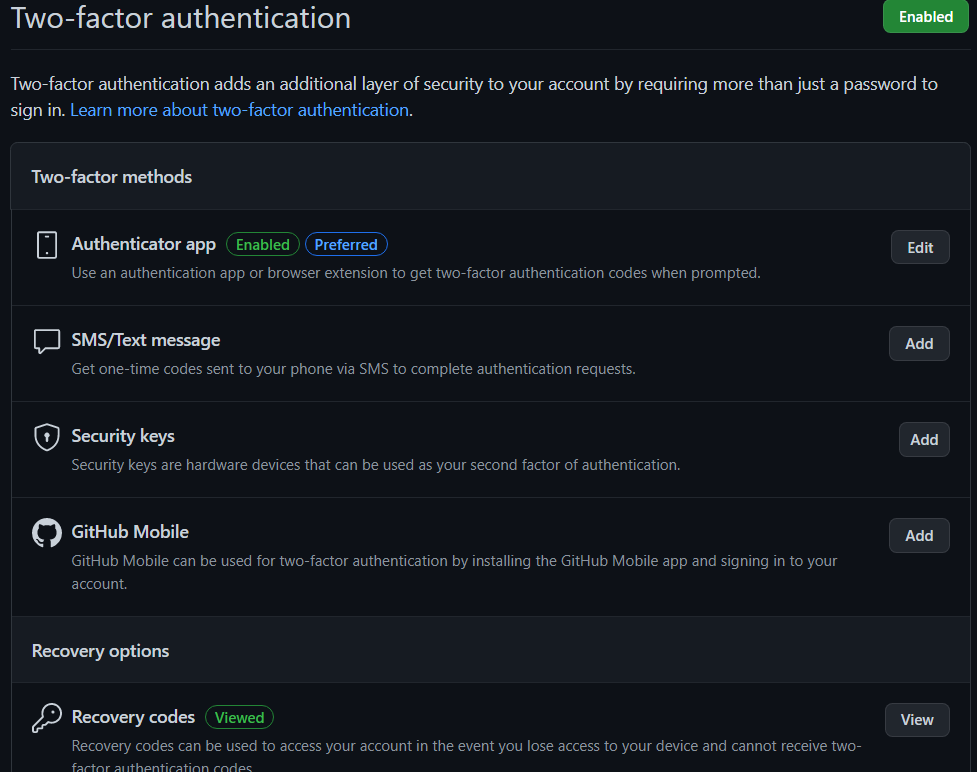 Two-factor authentication
Enabled
Two-factor authentication adds an additional layer of security to your account by requiring more than just a password to
sign in. Learn more about two-factor authentication.
Two-factor methods
Authenticator app Enabled Preferred
Edit
Use an authentication app or browser extension to get two-factor authentication codes when prompted.
SMS/Text message
Add
Get one-time codes sent to your phone via SMS to complete authentication requests.
Security keys
Add
Security keys are hardware devices that can be used as your second factor of authentication.
GitHub Mobile
Add
GitHub Mobile can be used for two-factor authentication by installing the GitHub Mobile app and signing in to your
account.
Recovery options
Recovery codes Viewed
View
Recovery codes can be used to access your account in the event you lose access to your device and cannot receive two-
factor authentication codes.